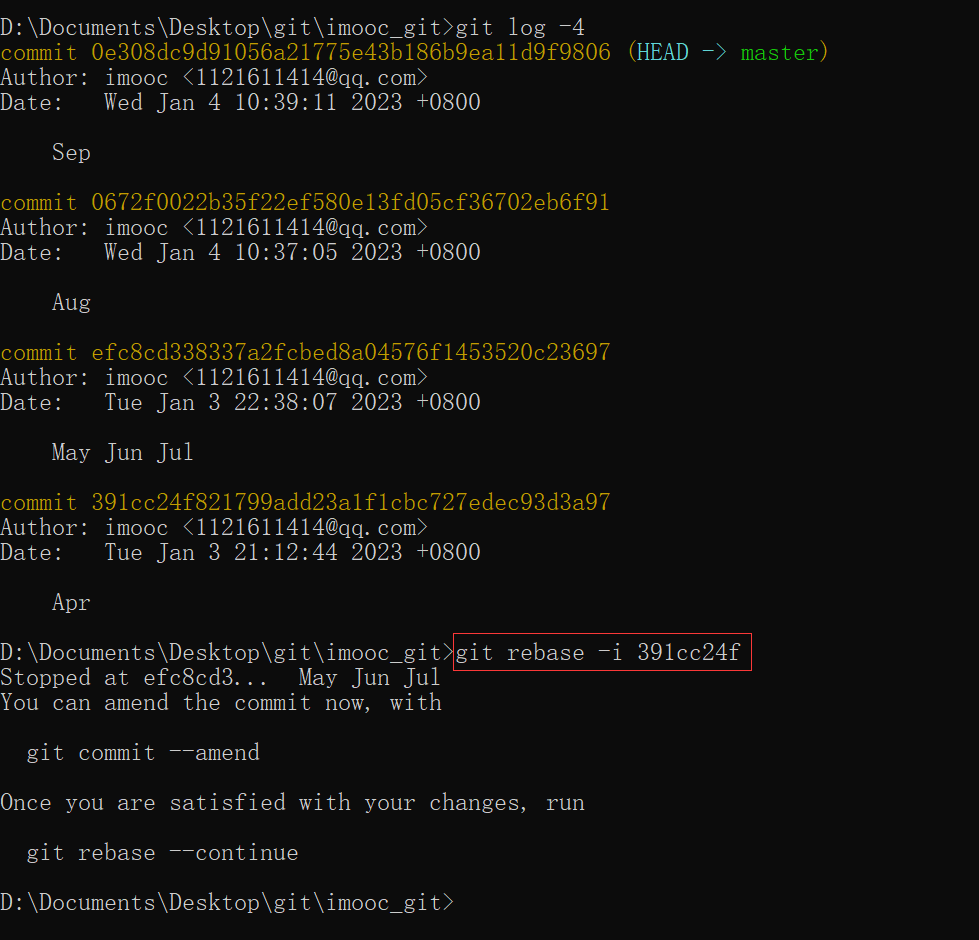 D:\Documents\Desktop\git\imooc_git>git log -4
commit 0e308dc9d91056a21775e43b186b9ea11d9f9806 (HEAD -> master)
Author: imooc <1121611414@qq.com>
Date:   Wed Jan 4 10:39:11 2023 +0800
Sep
commit 0672f0022b35f22ef580e13fd05cf36702eb6f91
Author: imooc <1121611414@qq.com>
Date:   Wed Jan 4 10:37:05 2023 +0800
Aug
commit efc8cd338337a2fcbed8a04576f1453520c23697
Author: imooc <1121611414@qq.com>
Date:   Tue Jan 3 22:38:07 2023 +0800
May Jun Jul
commit 391cc24f821799add23a1f1cbc727edec93d3a97
Author: imooc <1121611414@qq.com>
Date:   Tue Jan 3 21:12:44 2023 +0800
Apr
D:\Documents\Desktop\git\imooc_git>git rebase -i 391cc24f
Stopped at efc8cd3...  May Jun Jul
You can amend the commit now, with
git commit --amend
Once you are satisfied with your changes, run
git rebase --continue
D:\Documents\Desktop\git\imooc_git>